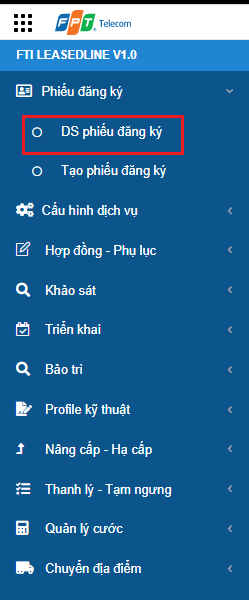 FPT Telecom
FTI LEASEDLINE V1.0
Phiếu đăng ký
DS phiếu đăng ký
Tạo phiếu đăng ký
Cấu hình dịch vụ
Hợp đồng - Phụ lục
Khảo sát
Triển khai
Bảo trì
Profile kỹ thuật
Nâng cấp - Hạ cấp
Thanh lý - Tạm ngưng
Quản lý cước
Chuyển địa điểm